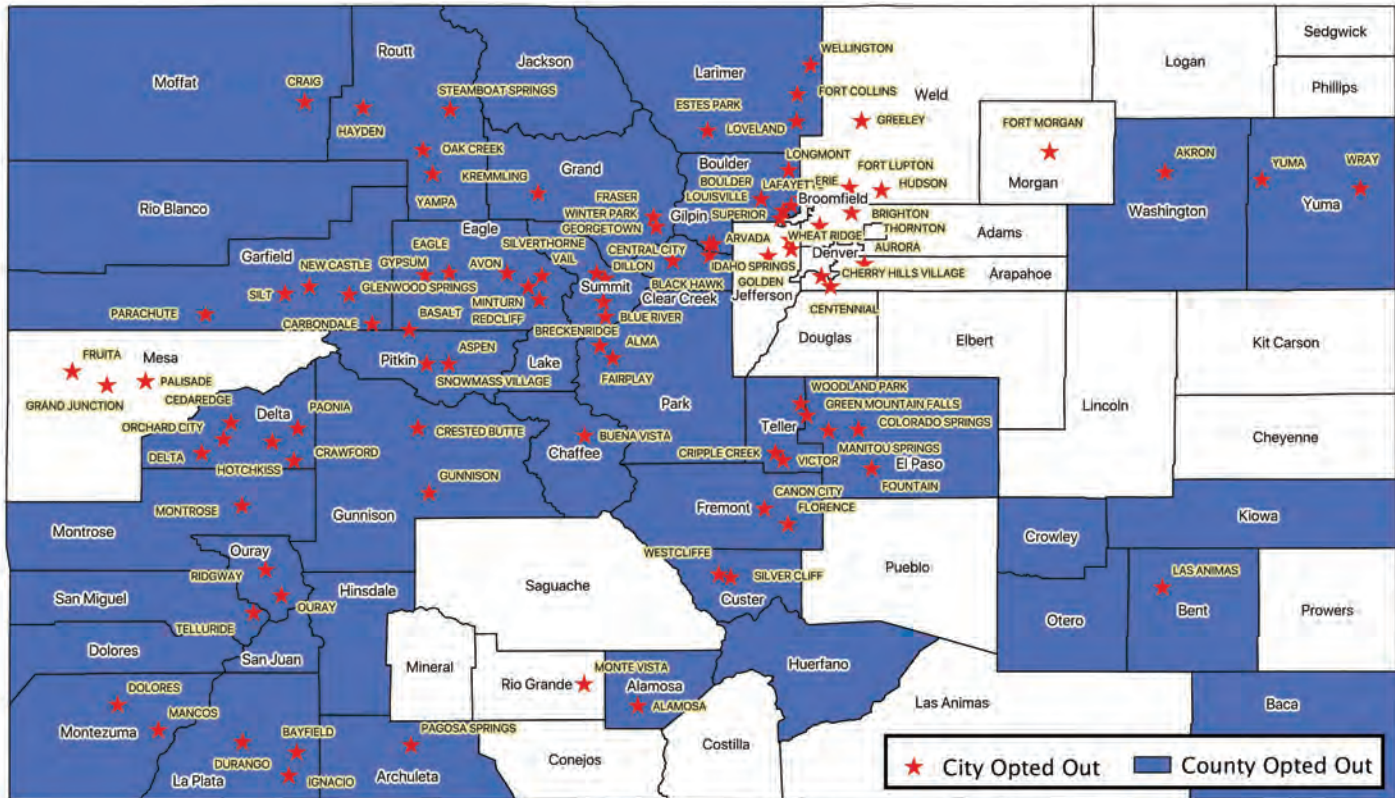 Sedgwick
Routt
WELLINGTON
Moffat
CRAIG
Jackson
Larimer
Logan
STEAMBOAT SPRINGS
Phillips
FORT COLLINS
Weld
ESTES PARK
HAYDEN
LOVELAND
GREELEY
FORT MORGAN
OAK CREEK
LONGMONT
AKRON
YUMA
WRAY
Grand
Boulder
FORT LUPTON
KREMMLING
BOULDER
LAFAYETTE
ERIE
HUDSON
Morgan
Rio Blanco
YAMPA
FRASER
LOUISVILLE
Broomfield
Washington
Yuma
WINTER PARK
Gilpin
SUPERIOR
BRIGHTON
Eagle
GEORGETOWN
THORNTON
Adams
EAGLE
SILVERTHORNE
CENTRAL CITY
ARVADA
WHEAT RIDGE
AURORA
Garfield
GYPSUM
AVON
VAIL
DILLON
IDAHO SPRINGS
Denver
NEW CASTLE
Summit
BLACK HAWK
GOLDEN
CHERRY HILLS VILLAGE
Arapahoe
SILT
GLENWOOD SPRINGS
MINTURN
Clear Creek
Jefferson
PARACHUTE
BASALT
REDCLIFF
BLUE RIVER
CENTENNIAL
CARBONDALE
BRECKENRIDGE
Douglas
Elbert
Kit Carson
FRUITA
Mesa
ASPEN
ALMA
Pitkin
Lake
PALISADE
SNOWMASS VILLAGE
FAIRPLAY
WOODLAND PARK
CEDAREDGE
GRAND JUNCTION
Delta
PAONIA
Park
GREEN MOUNTAIN FALLS
Lincoln
ORCHARD CITY
CRESTED BUTTE
Teller
COLORADO SPRINGS
BUENA VISTA
Cheyenne
DELTA
CRAWFORD
Chaffee
CRIPPLE CREEK
MANITOU SPRINGS
HOTCHKISS
VICTOR
El Paso
GUNNISON
FOUNTAIN
CANON CITY
MONTROSE
Gunnison
Fremont
FLORENCE
Kiowa
Montrose
Crowley
Ouray
WESTCLIFFE
Pueblo
LAS ANIMAS
RIDGWAY
Saguache
SILVER CLIFF
San Miguel
Hinsdale
Custer
OURAY
Bent
Prowers
Otero
TELLURIDE
Dolores
San Juan
Huerfano
Mineral
MONTE VISTA
DOLORES
Rio Grande
Alamosa
Las Animas
Baca
MANCOS
ALAMOSA
Montezuma
BAYFIELD
PAGOSA SPRINGS
Costilla
DURANGO
Conejos
La Plata
IGNACIO
Archuleta
City Opted Out
County Opted Out